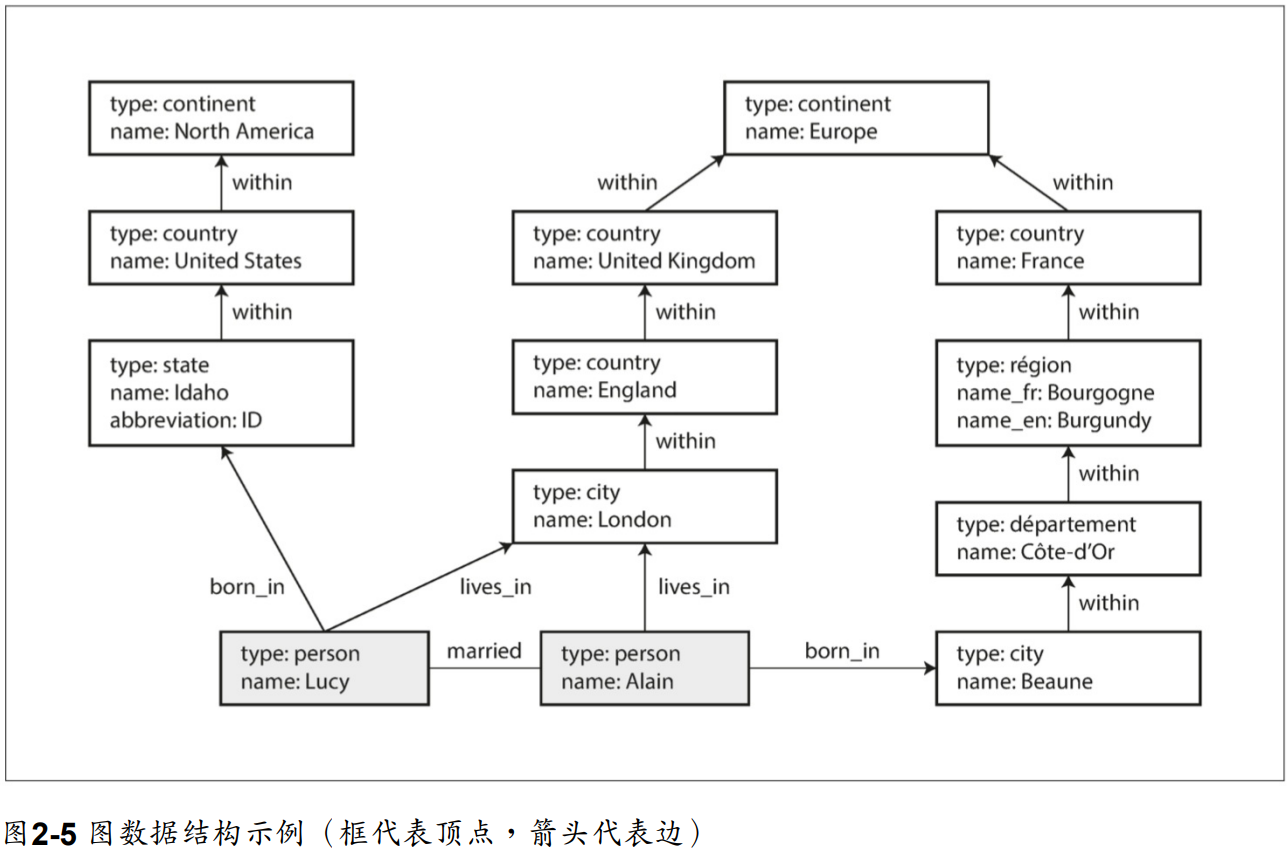 type: continent
name: North America
type: continent
name: Europe
within
within
within
type: country
name: United States
type: country
name: United Kingdom
type: country
name: France
within
within
within
type: state
name: Idaho
abbreviation: ID
type: country
name: England
type: région
name_fr: Bourgogne
name_en: Burgundy
within
within
type: city
name: London
type: département
name: Côte-d’Or
born_in
lives_in
lives_in
within
type: person
name: Lucy
married
type: person
name: Alain
born_in
type: city
name: Beaune
图2-5 图数据结构示例（框代表顶点，箭头代表边）